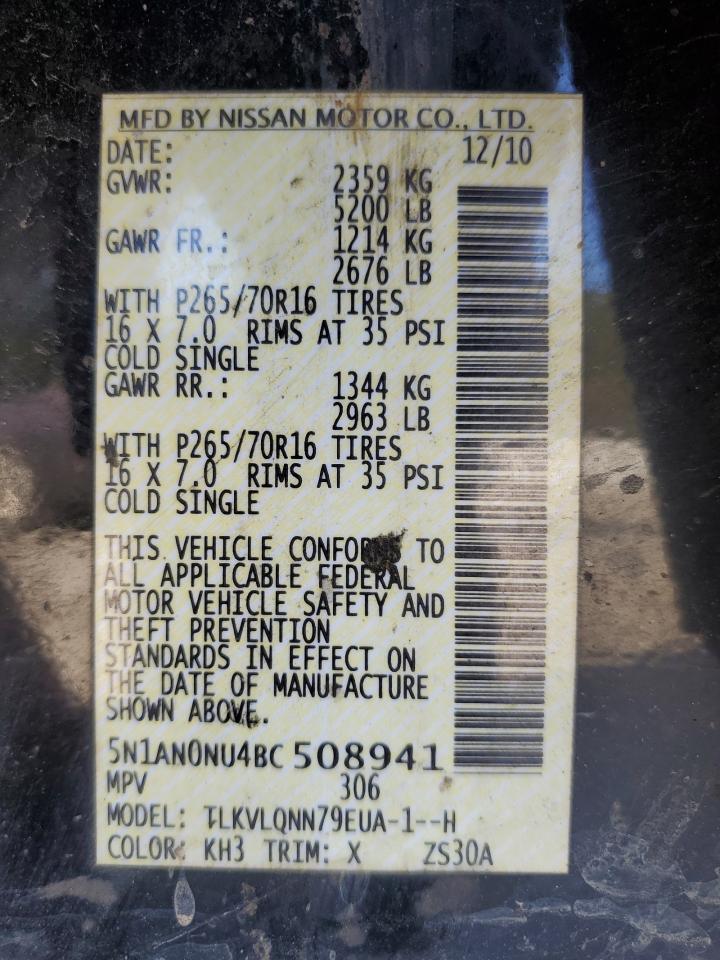 MFD BY NISSAN MOTOR CO., LTD.
DATE: 12/10
GVWR: 2359 KG
5200 LB
GAWR FR.: 1214 KG
2676 LB
WITH P265/70R16 TIRES
16 X 7.0 RIMS AT 35 PSI
COLD SINGLE
GAWR RR.: 1344 KG
2963 LB
WITH P265/70R16 TIRES
16 X 7.0 RIMS AT 35 PSI
COLD SINGLE
THIS VEHICLE CONFORMS TO
ALL APPLICABLE FEDERAL
MOTOR VEHICLE SAFETY AND
THEFT PREVENTION
STANDARDS IN EFFECT ON
THE DATE OF MANUFACTURE
SHOWN ABOVE.
5N1AN0NU4BC 508941
MPV 306
MODEL: TLKVLQNN79EUA-1--H
COLOR: KH3 TRIM: X ZS30A